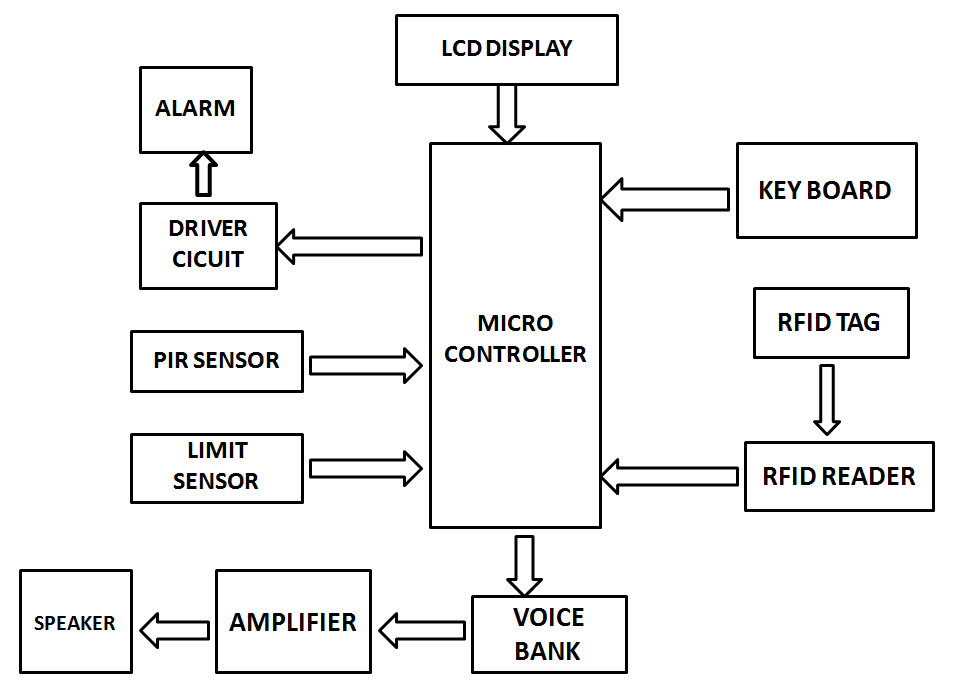 LCD DISPLAY
ALARM
KEY BOARD
DRIVER
CICUIT
RFID TAG
MICRO
CONTROLLER
PIR SENSOR
LIMIT
SENSOR
RFID READER
SPEAKER
AMPLIFIER
VOICE
BANK